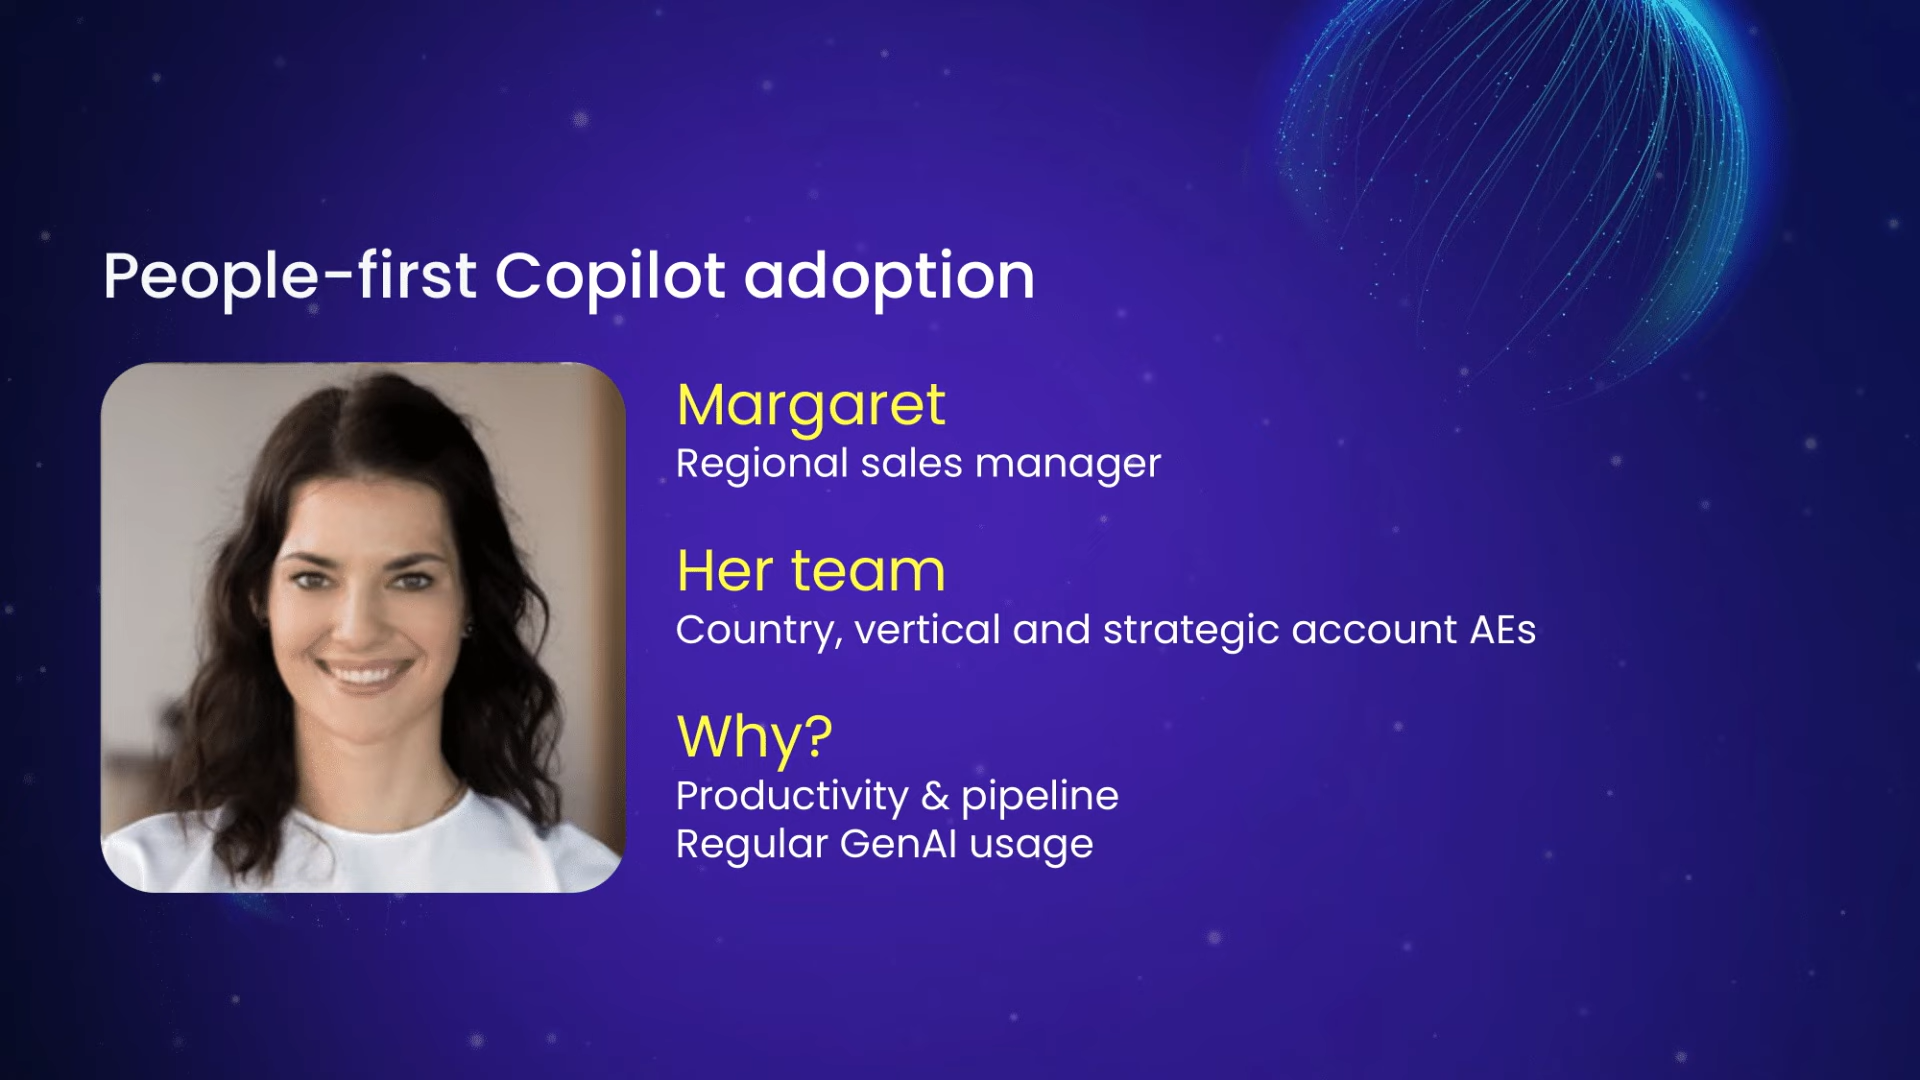 People-first Copilot adoption
Margaret
Regional sales manager
Her team
Country, vertical and strategic account AEs
Why?
Productivity & pipeline
Regular GenAI usage